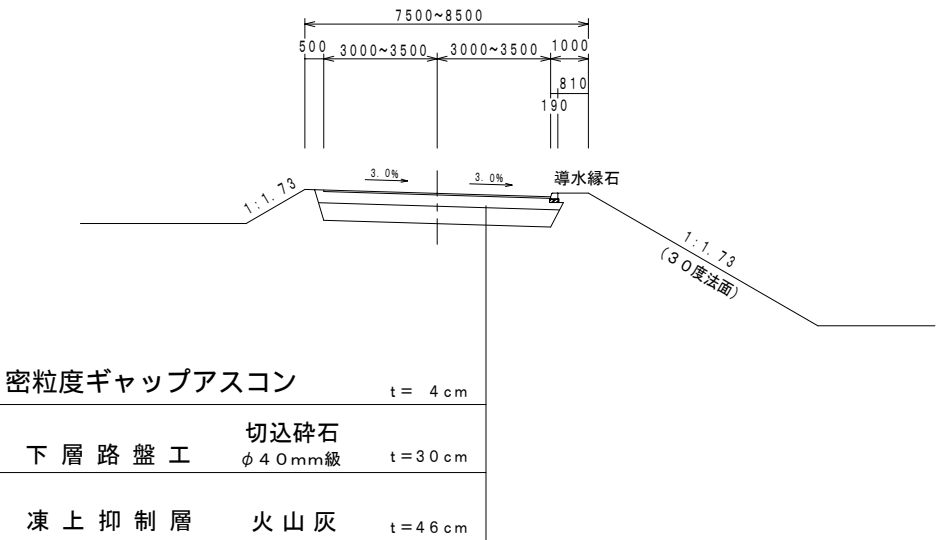 7500~8500
500 3000~3500 3000~3500 1000
810
190
3.0% 3.0% 導水縁石
1:1.73
1:1.73
(30度法面)
密粒度ギャップアスコン t= 4cm
切込砕石
下層路盤工 φ40mm級 t=30cm
凍上抑制層 火山灰 t=46cm